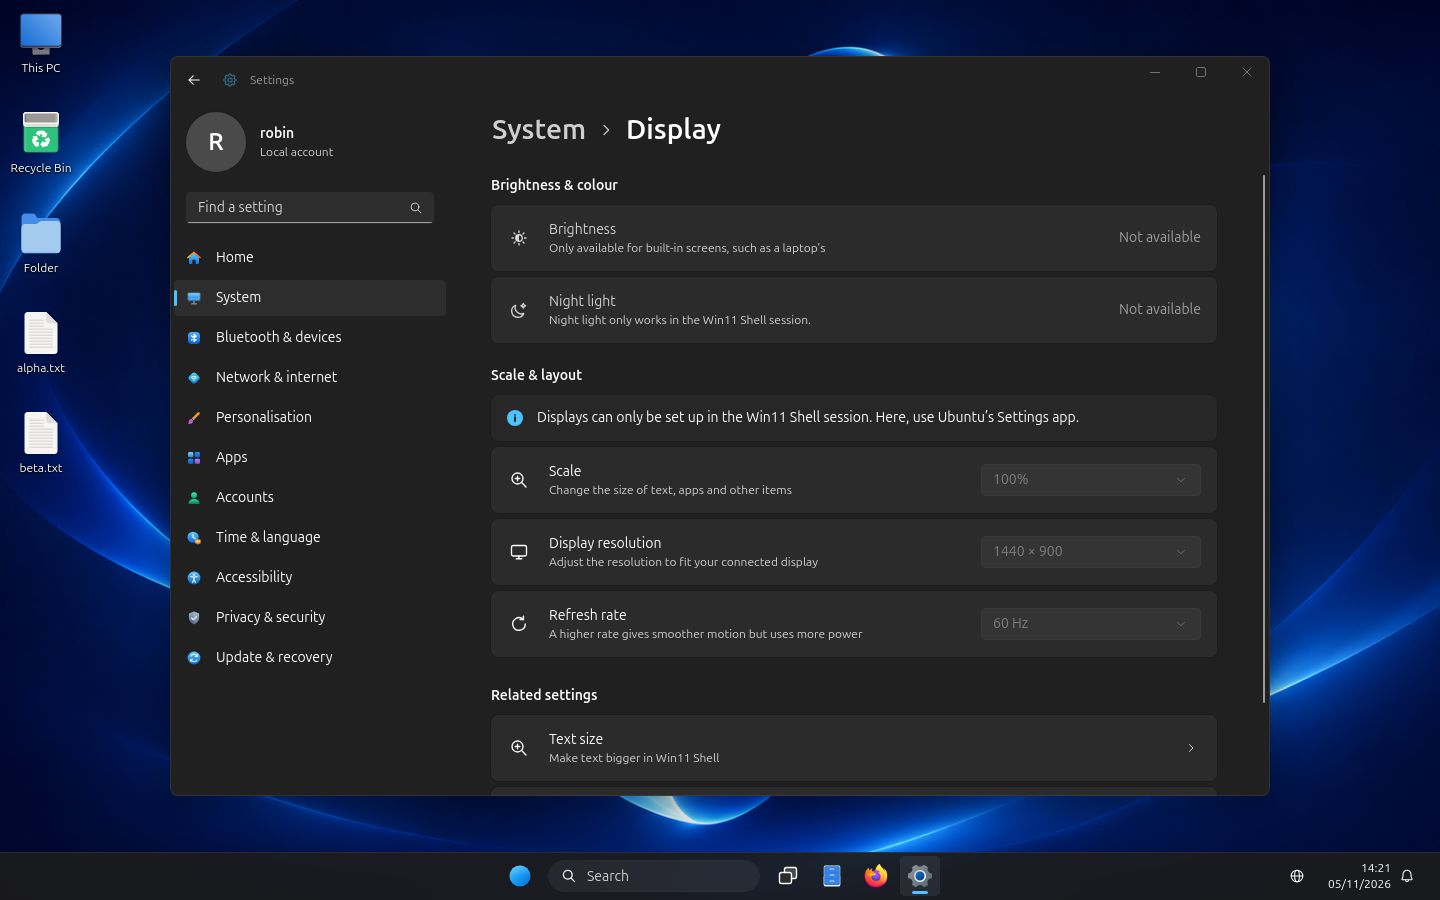 This PC
Recycle Bin
Folder
alpha.txt
beta.txt
Settings
R
robin
Local account
Find a setting
Home
System
Bluetooth & devices
Network & internet
Personalisation
Apps
Accounts
Time & language
Accessibility
Privacy & security
Update & recovery
System › Display
Brightness & colour
Brightness
Only available for built-in screens, such as a laptop's
Not available
Night light
Night light only works in the Win11 Shell session.
Not available
Scale & layout
Displays can only be set up in the Win11 Shell session. Here, use Ubuntu's Settings app.
Scale
Change the size of text, apps and other items
100%
Display resolution
Adjust the resolution to fit your connected display
1440 × 900
Refresh rate
A higher rate gives smoother motion but uses more power
60 Hz
Related settings
Text size
Make text bigger in Win11 Shell
Search
14:21
05/11/2026